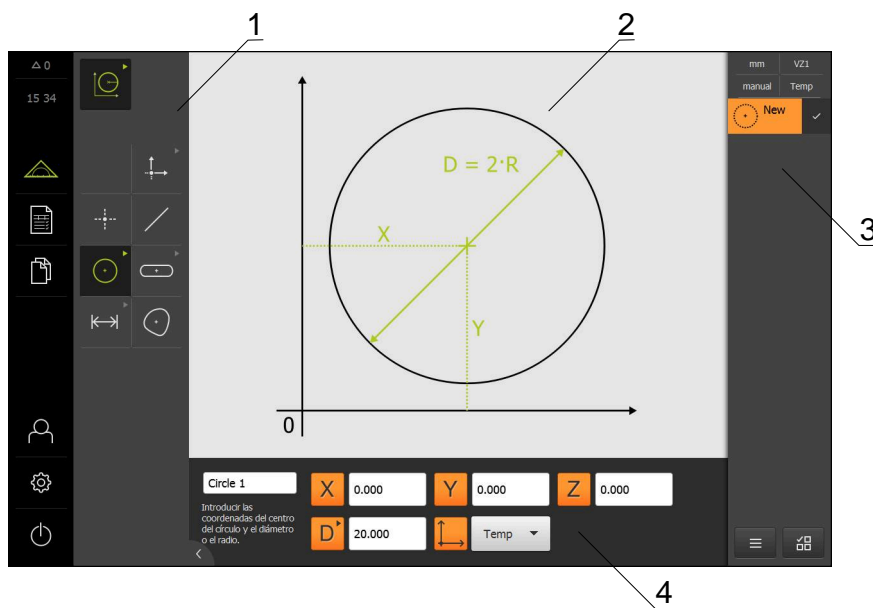 1
2
△ 0
15 34
mm VZ1
manual Temp
New
D = 2·R
X
3
Y
0
Circle 1
X 0.000 Y 0.000 Z 0.000
Introducir las
coordenadas del centro
del círculo y el diámetro
o el radio.
D 20.000 Temp
4